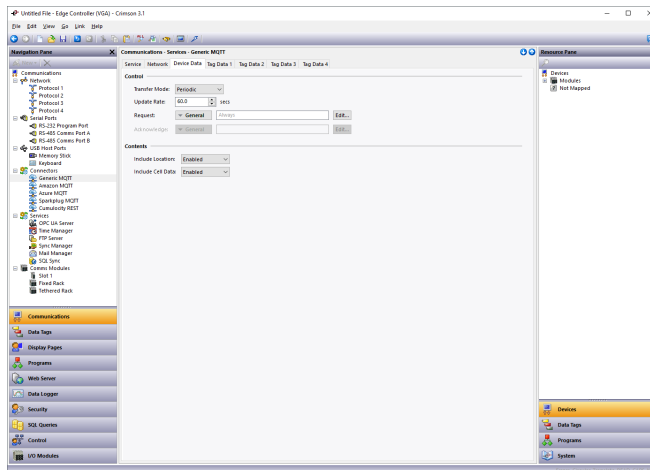 Untitled File - Edge Controller (VGA) - Crimson 3.1
File Edit View Go Link Help
Navigation Pane
Communications
Network
Protocol 1
Protocol 2
Protocol 3
Protocol 4
Serial Ports
RS-232 Program Port
RS-485 Comms Port A
RS-485 Comms Port B
USB Host Ports
Memory Stick
Keyboard
Connectors
Generic MQTT
Amazon MQTT
Azure MQTT
Sparkplug MQTT
Cumulocity REST
Services
OPC UA Server
Time Manager
FTP Server
Sync Manager
Mail Manager
SQL Sync
Comms Modules
Slot 1
Fixed Rack
Tethered Rack
Communications
Data Tags
Display Pages
Programs
Web Server
Data Logger
Security
SQL Queries
Control
I/O Modules
Communications - Services - Generic MQTT
Service Network Device Data Tag Data 1 Tag Data 2 Tag Data 3 Tag Data 4
Control
Transfer Mode: Periodic
Update Rate: 60.0 secs
Request: General Always Edit...
Acknowledge: General Edit...
Contents
Include Location: Enabled
Include Cell Data: Enabled
Resource Pane
Devices
Modules
Not Mapped
Devices
Data Tags
Programs
System